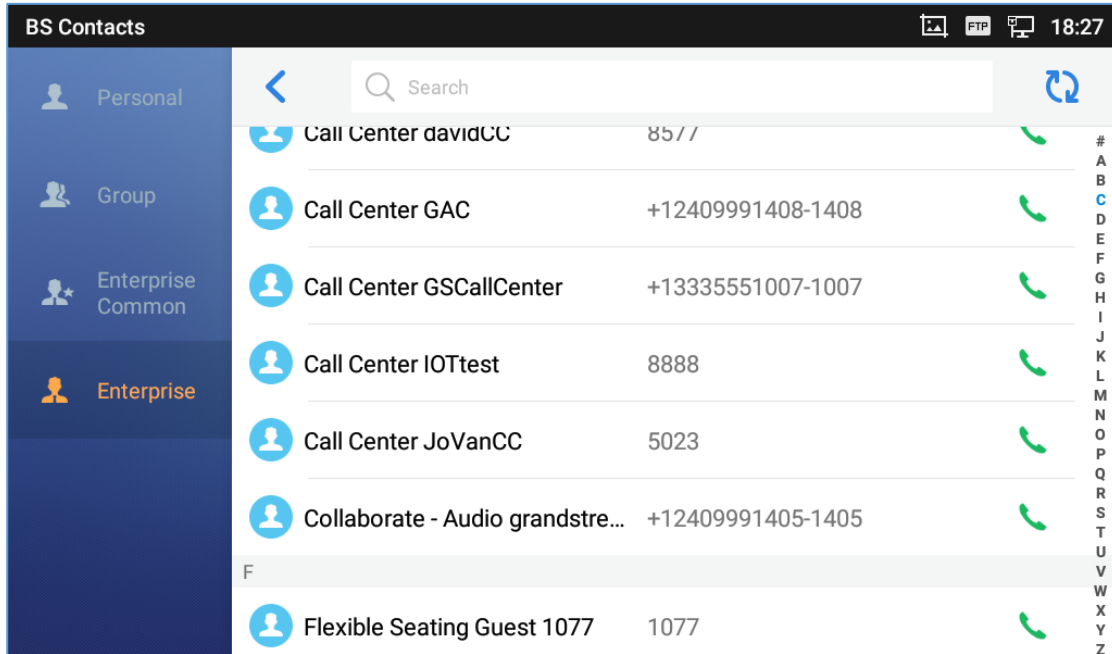 BS Contacts
FTP
18:27
Personal
Group
Enterprise
Common
Enterprise
Search
Call Center davidCC 8577
Call Center GAC +12409991408-1408
Call Center GSCallCenter +13335551007-1007
Call Center IOTtest 8888
Call Center JoVanCC 5023
Collaborate - Audio grandstre... +12409991405-1405
F
Flexible Seating Guest 1077 1077
#
A
B
C
D
E
F
G
H
I
J
K
L
M
N
O
P
Q
R
S
T
U
V
W
X
Y
Z